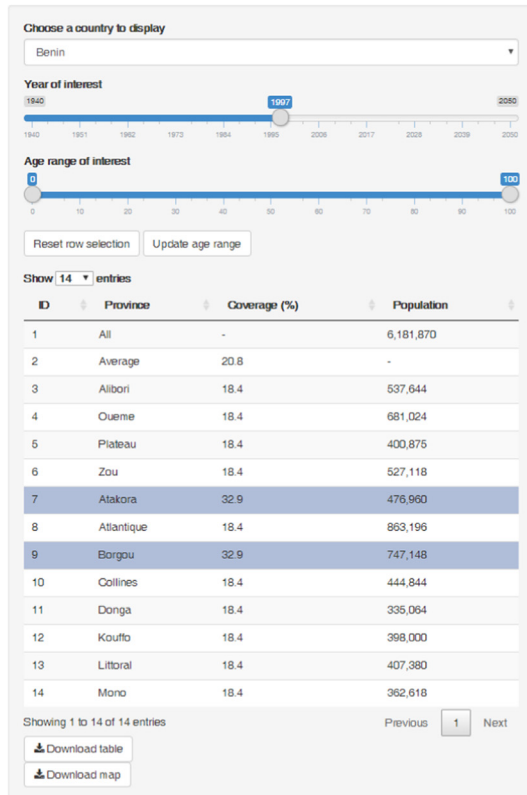 Choose a country to display
Benin
Year of interest
1940 1997 2050
1940 1951 1962 1973 1984 1995 2006 2017 2028 2039 2050
Age range of interest
0 100
0 10 20 30 40 50 60 70 80 90 100
Reset row selection Update age range
Show 14 entries
ID Province Coverage (%) Population
1 All - 6,181,870
2 Average 20.8 -
3 Alibori 18.4 537,644
4 Oueme 18.4 681,024
5 Plateau 18.4 400,875
6 Zou 18.4 527,118
7 Atakora 32.9 476,960
8 Atlantique 18.4 863,196
9 Borgou 32.9 747,148
10 Collines 18.4 444,844
11 Donga 18.4 335,064
12 Kouffo 18.4 398,000
13 Littoral 18.4 407,380
14 Mono 18.4 362,618
Showing 1 to 14 of 14 entries Previous 1 Next
Download table
Download map